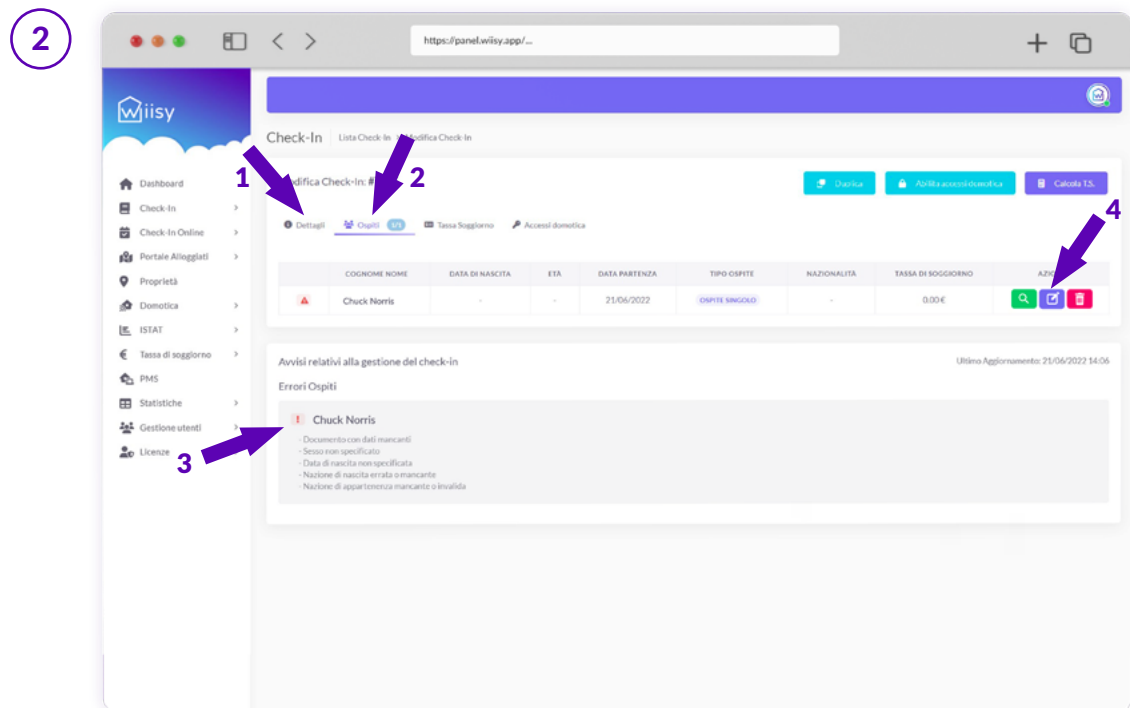 2
https://panel.wiisy.app/...
Wiisy
Check-In Lista Check-In > Modifica Check-In
1
2
Modifica Check-In: #
Duplica
Abilita accessi domotica
Calcola T.S.
4
Dettagli
Ospiti 1/1
Tassa Soggiorno
Accessi domotica
COGNOME NOME DATA DI NASCITA ETÀ DATA PARTENZA TIPO OSPITE NAZIONALITÀ TASSA DI SOGGIORNO
Chuck Norris - - 21/06/2022 OSPITE SINGOLO - 0.00 €
Dashboard
Check-In
Check-In Online
Portale Alloggiati
Proprietà
Domotica
ISTAT
Tassa di soggiorno
PMS
Statistiche
Gestione utenti
Licenze
3
Avvisi relativi alla gestione del check-in
Ultimo Aggiornamento: 21/06/2022 14:06
Errori Ospiti
! Chuck Norris
- Documento con dati mancanti
- Sesso non specificato
- Data di nascita non specificata
- Nazione di nascita errata o mancante
- Nazione di appartenenza mancante o invalida